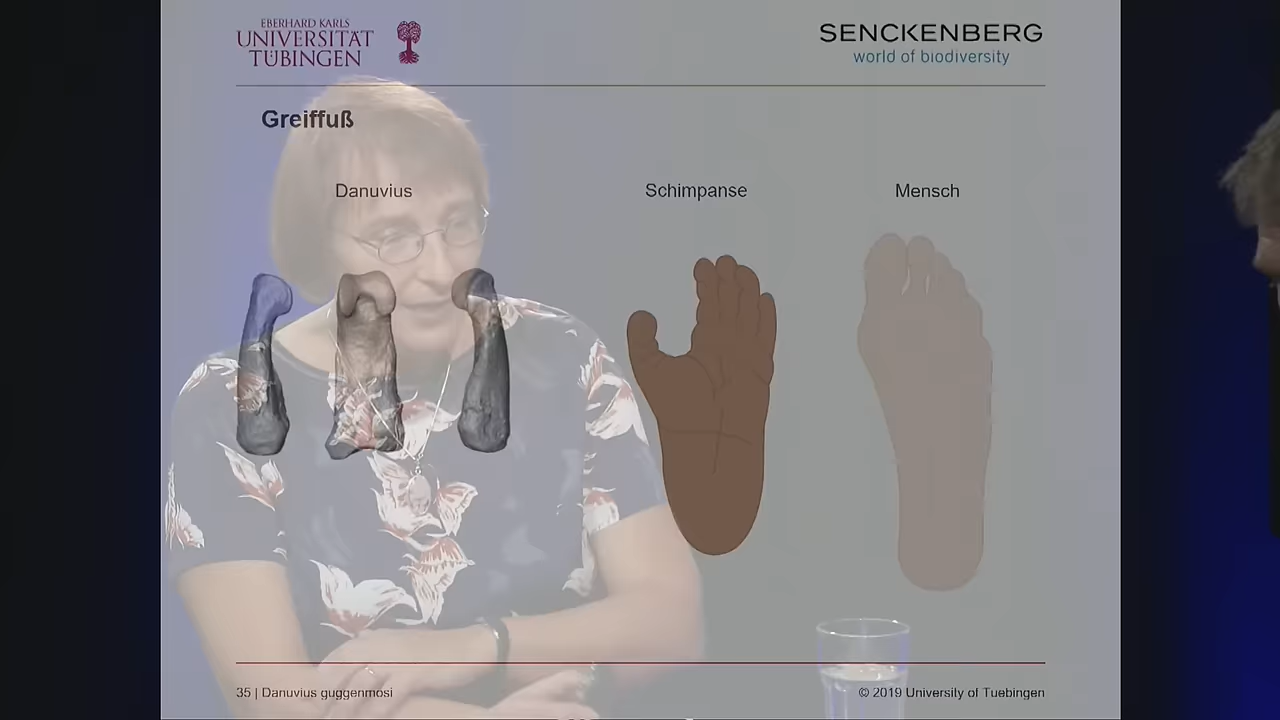 EBERHARD KARLS
UNIVERSITÄT
TÜBINGEN
SENCKENBERG
world of biodiversity
Greiffuß
Danuvius
Schimpanse
Mensch
35 | Danuvius guggenmosi
© 2019 University of Tuebingen